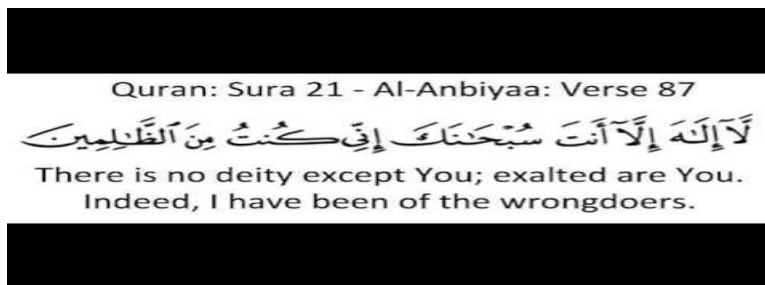 Quran: Sura 21 - Al-Anbiyaa: Verse 87
لَّآ إِلَـٰهَ إِلَّآ أَنتَ سُبْحَـٰنَكَ إِنِّى كُنتُ مِنَ ٱلظَّـٰلِمِينَ
There is no deity except You; exalted are You.
Indeed, I have been of the wrongdoers.